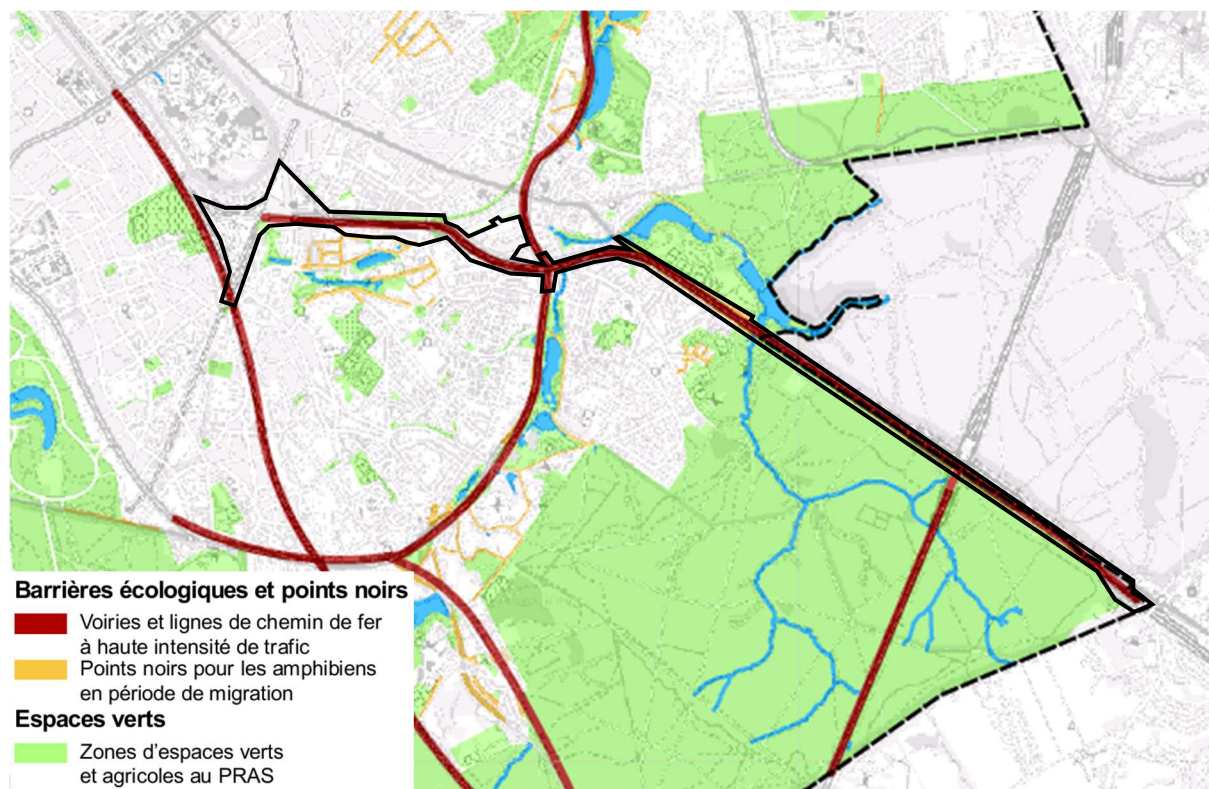 Barrières écologiques et points noirs
Voiries et lignes de chemin de fer
à haute intensité de trafic
Points noirs pour les amphibiens
en période de migration
Espaces verts
Zones d'espaces verts
et agricoles au PRAS